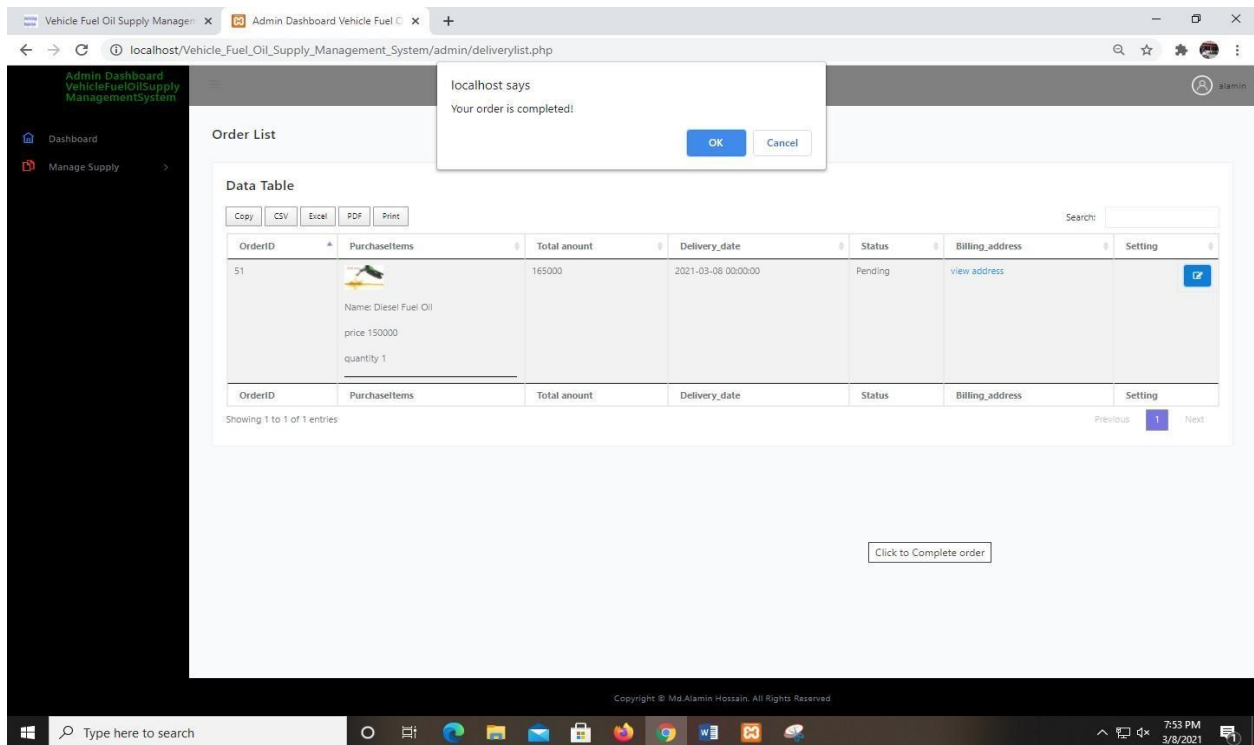 Vehicle Fuel Oil Supply Managen
Admin Dashboard Vehicle Fuel O
localhost/Vehicle_Fuel_Oil_Supply_Management_System/admin/deliverylist.php
Admin Dashboard
VehicleFuelOilSupply
ManagementSystem
alamin
localhost says
Your order is completed!
OK Cancel
Dashboard
Manage Supply >
Order List
Data Table
Copy CSV Excel PDF Print
Search:
OrderID PurchaseItems Total anount Delivery_date Status Billing_address Setting
51 165000 2021-03-08 00:00:00 Pending view address
Name: Diesel Fuel Oil
price 150000
quantity 1
OrderID PurchaseItems Total anount Delivery_date Status Billing_address Setting
Showing 1 to 1 of 1 entries
Previous 1 Next
Click to Complete order
Copyright © Md.Alamin Hossain. All Rights Reserved
Type here to search
7:53 PM
3/8/2021